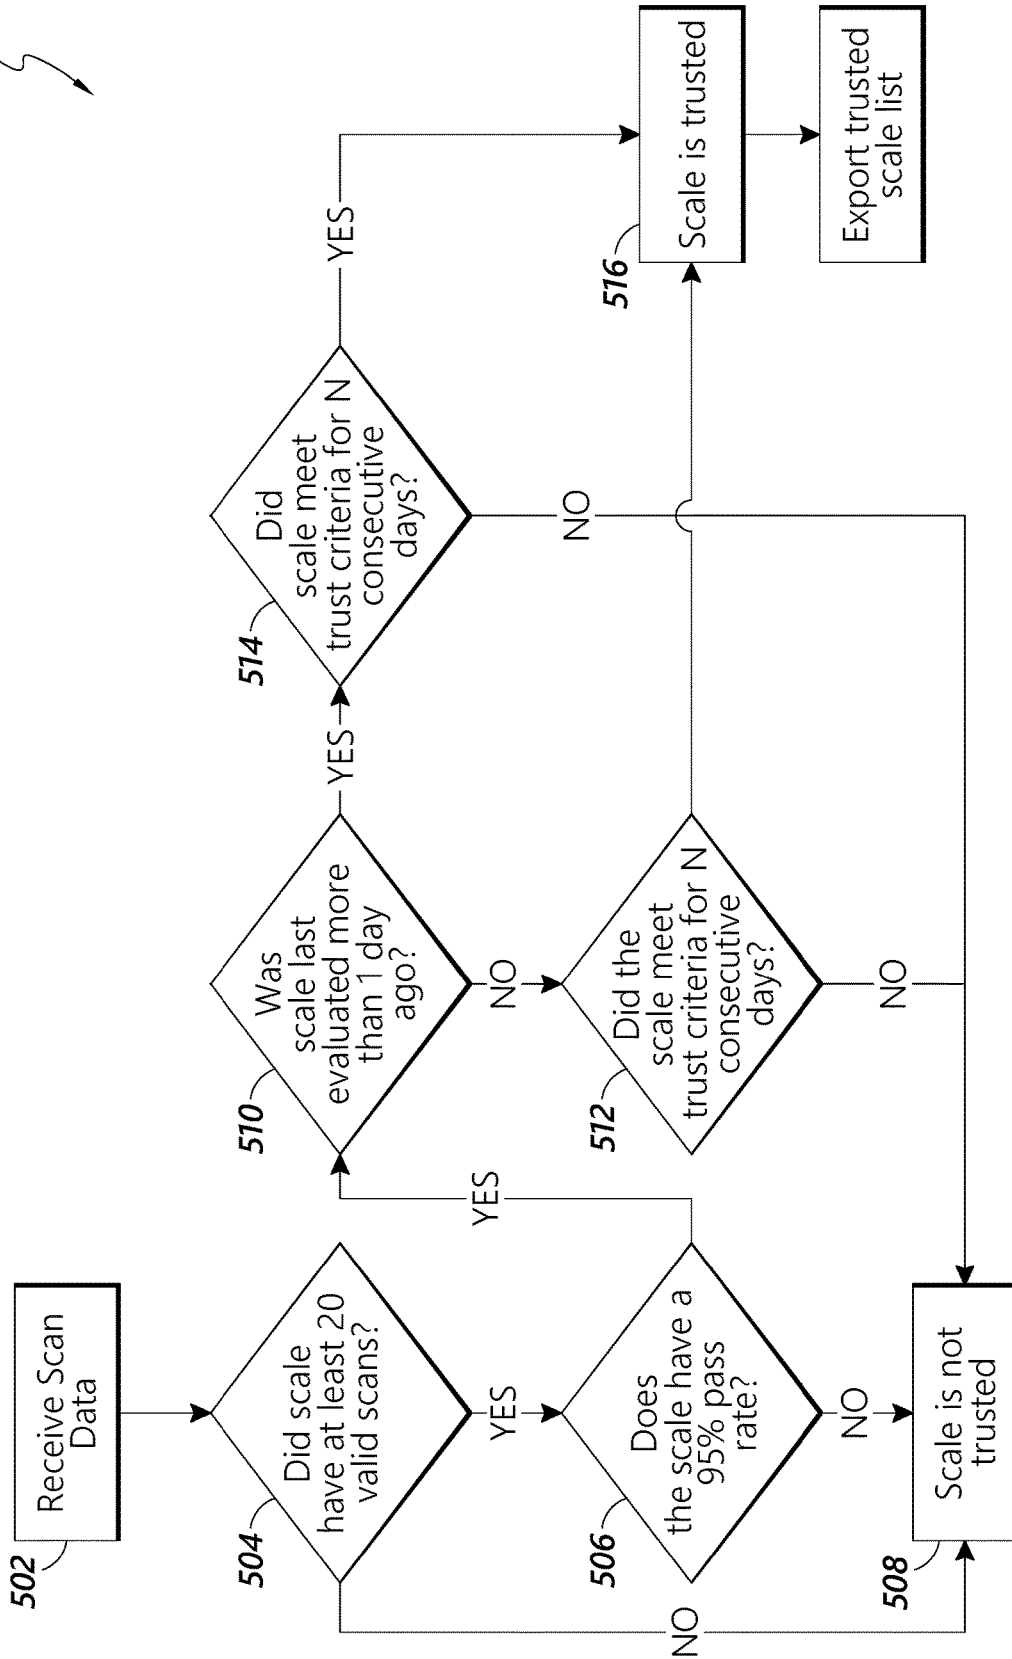 502
Receive Scan
Data
504
Did scale
have at least 20
valid scans?
NO
YES
506
Does
the scale have a
95% pass
rate?
YES
NO
508
Scale is not
trusted
510
Was
scale last
evaluated more
than 1 day
ago?
YES
NO
512
Did the
scale meet
trust criteria for N
consecutive
days?
NO
514
Did
scale meet
trust criteria for N
consecutive
days?
YES
NO
516
Scale is trusted
Export trusted
scale list